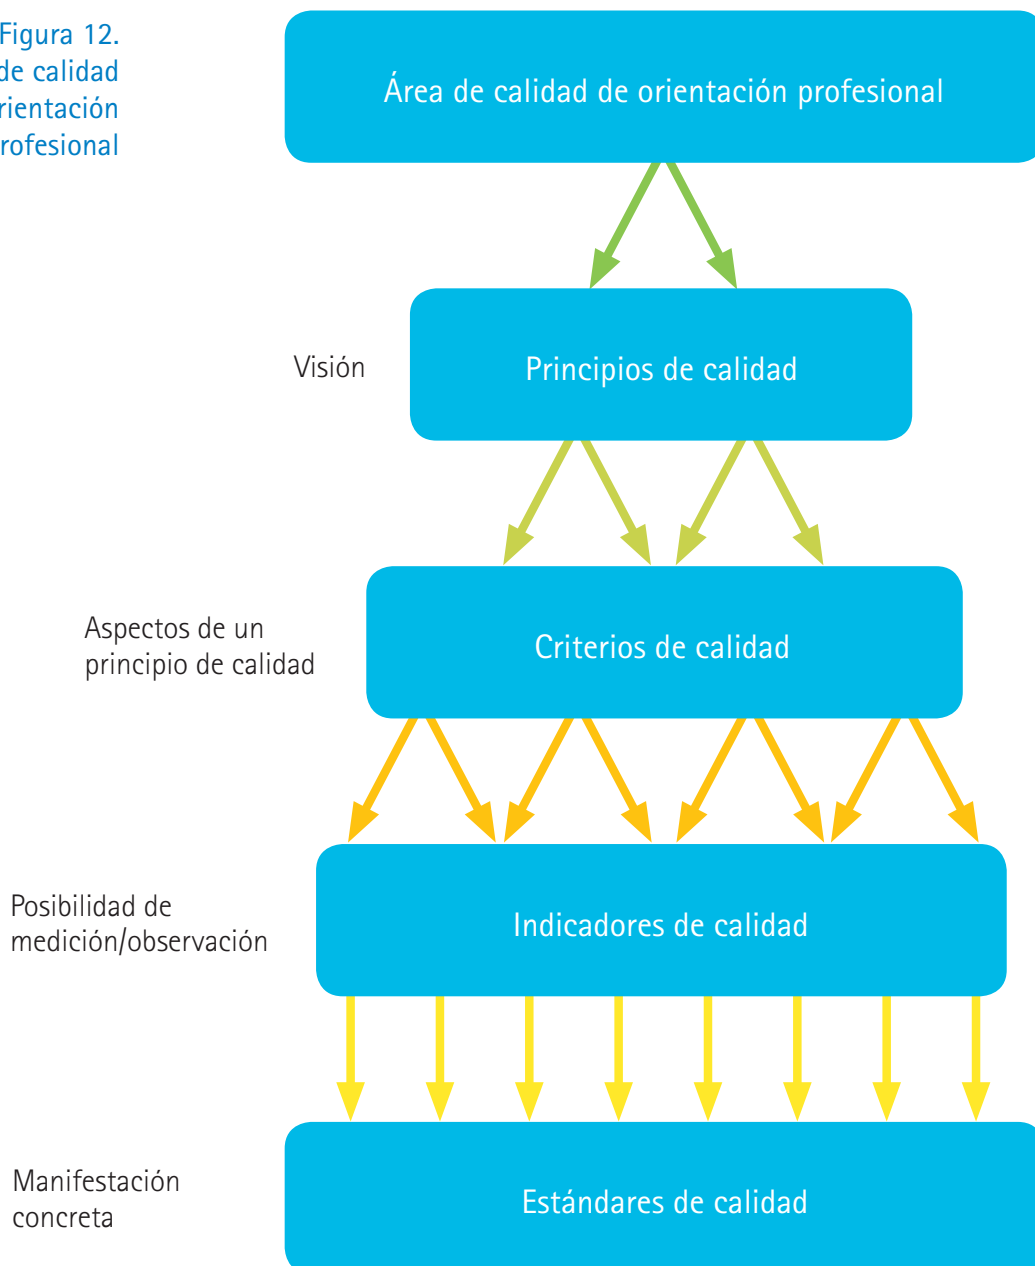 Figura 12.
de calidad
rientación
rofesional
Área de calidad de orientación profesional
Visión
Principios de calidad
Aspectos de un
principio de calidad
Criterios de calidad
Posibilidad de
medición/observación
Indicadores de calidad
Manifestación
concreta
Estándares de calidad